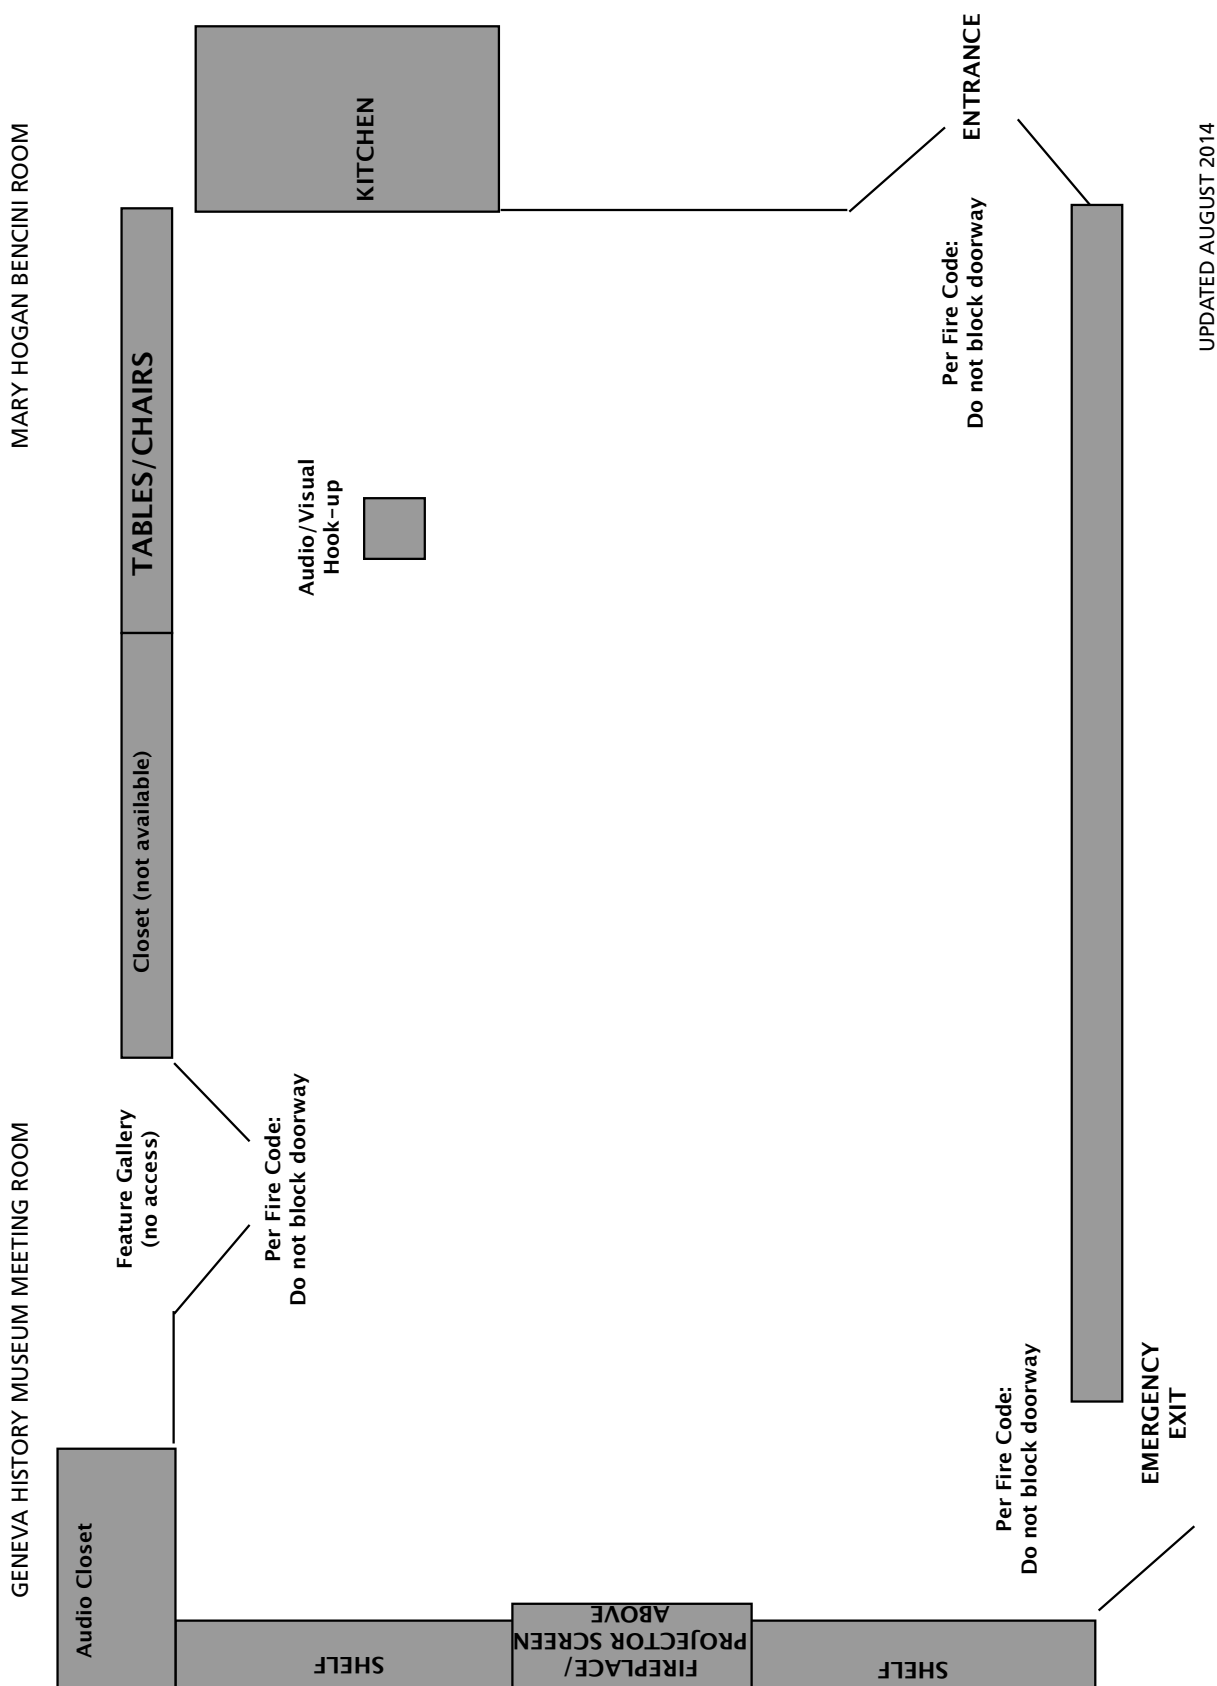 GENEVA HISTORY MUSEUM MEETING ROOM
MARY HOGAN BENCINI ROOM
Audio Closet
Feature Gallery
(no access)
Closet (not available)
TABLES/CHAIRS
KITCHEN
Per Fire Code:
Do not block doorway
Audio/Visual
Hook-up
SHELF
FIREPLACE/
PROJECTOR SCREEN
ABOVE
SHELF
Per Fire Code:
Do not block doorway
ENTRANCE
Per Fire Code:
Do not block doorway
EMERGENCY
EXIT
UPDATED AUGUST 2014